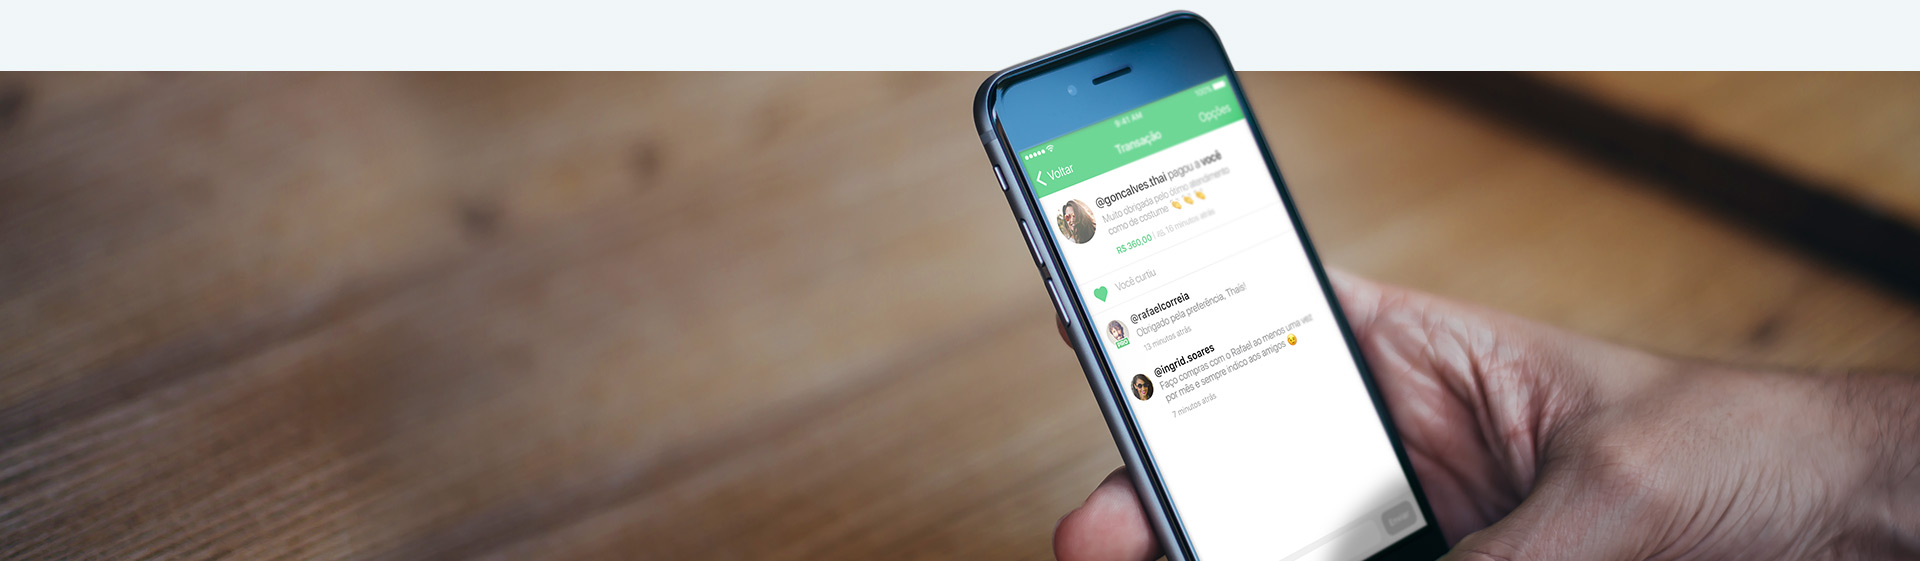 100%
9:41 AM
Voltar
Transação
Opções
@goncalves.thai pagou a você
Muito obrigada pelo ótimo atendimento
como de costume 👏 👏 👏
R$ 360,00 | 16 minutos atrás
Você curtiu
@rafaelcorreia
Obrigado pela preferência, Thais!
PRO
13 minutos atrás
@ingrid.soares
Faço compras com o Rafael ao menos uma vez
por mês e sempre indico aos amigos 😉
7 minutos atrás
Enviar